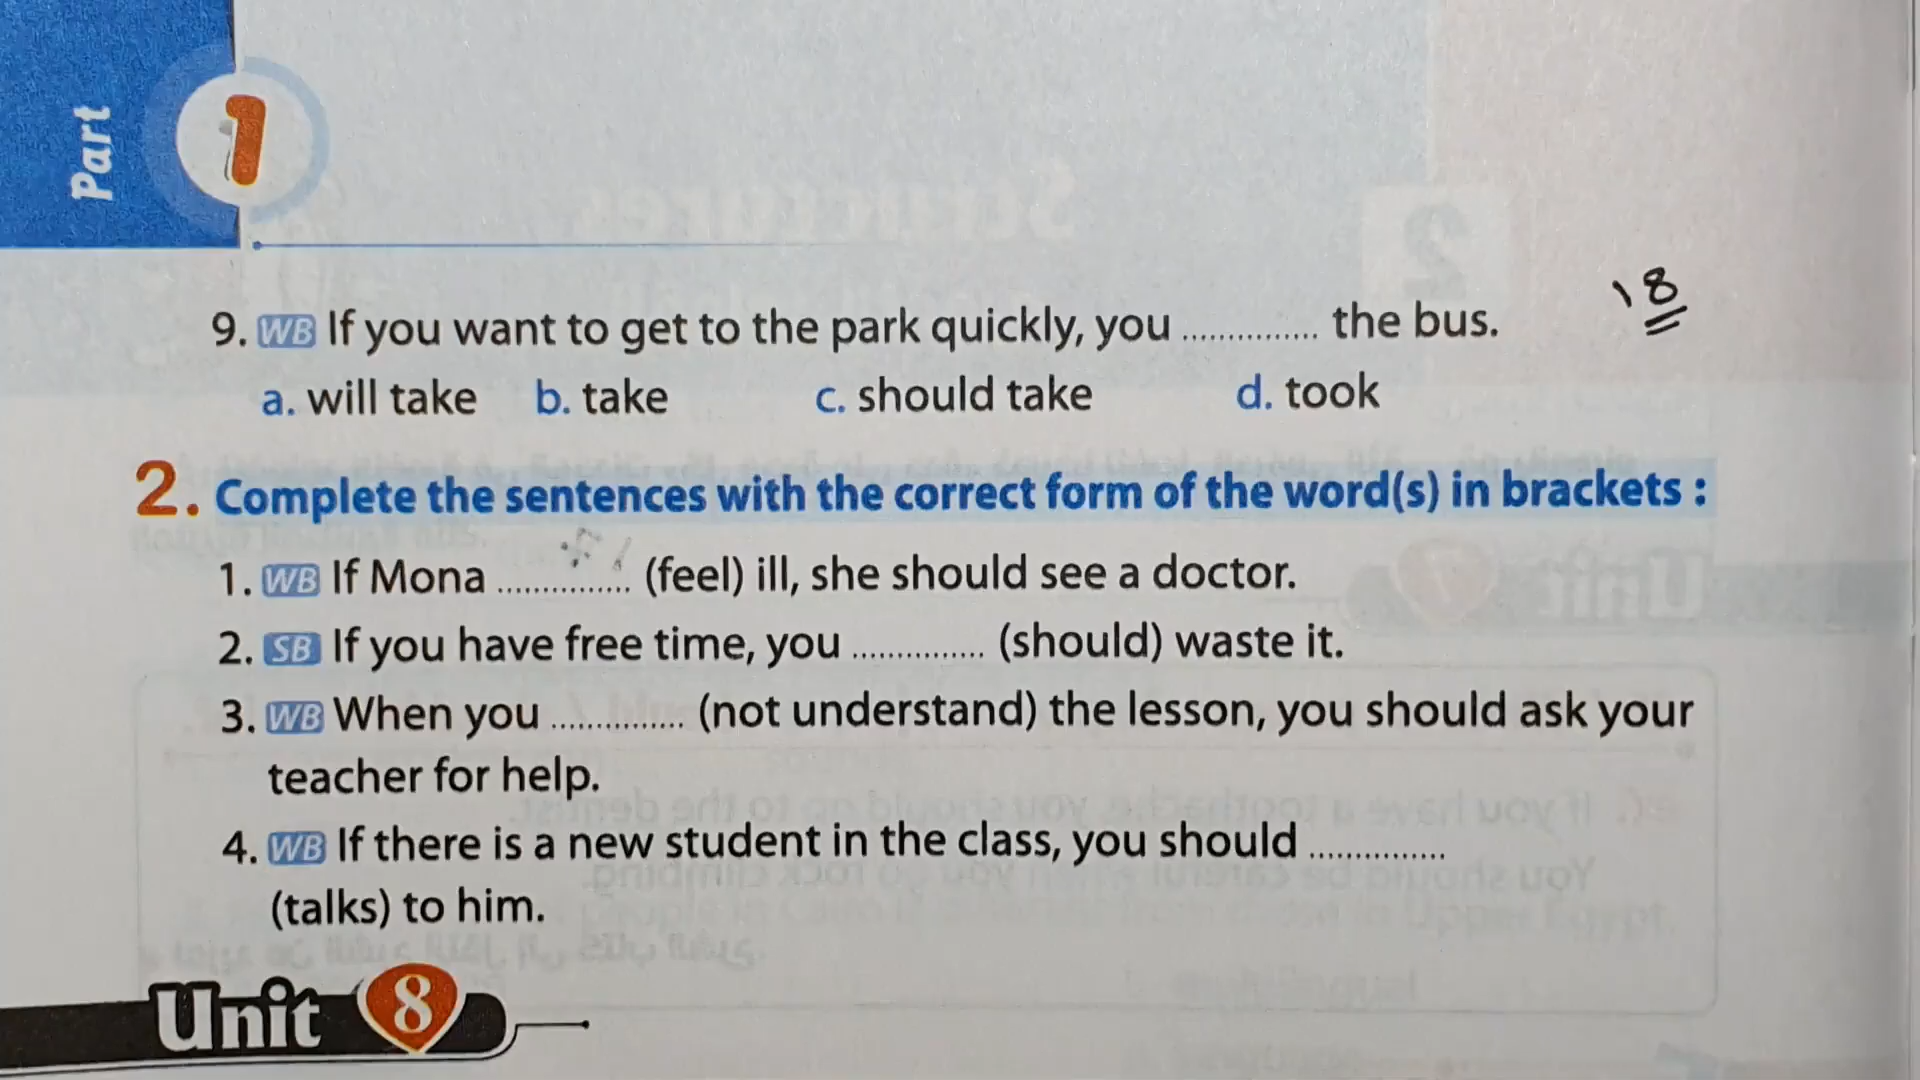 Part 1
18
9. WB If you want to get to the park quickly, you ............... the bus.
a. will take b. take c. should take d. took
2. Complete the sentences with the correct form of the word(s) in brackets :
1. WB If Mona ............... (feel) ill, she should see a doctor.
2. SB If you have free time, you ............... (should) waste it.
3. WB When you ............... (not understand) the lesson, you should ask your
teacher for help.
4. WB If there is a new student in the class, you should ...............
(talks) to him.
Unit 8